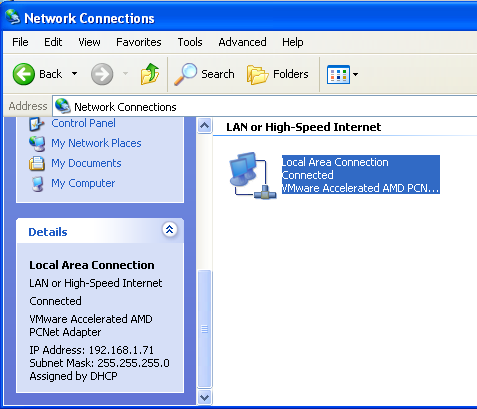 Network Connections
File Edit View Favorites Tools Advanced Help
Back Search Folders
Address Network Connections
Control Panel
My Network Places
My Documents
My Computer
Details
Local Area Connection
LAN or High-Speed Internet
Connected
VMware Accelerated AMD
PCNet Adapter
IP Address: 192.168.1.71
Subnet Mask: 255.255.255.0
Assigned by DHCP
LAN or High-Speed Internet
Local Area Connection
Connected
VMware Accelerated AMD PCN...